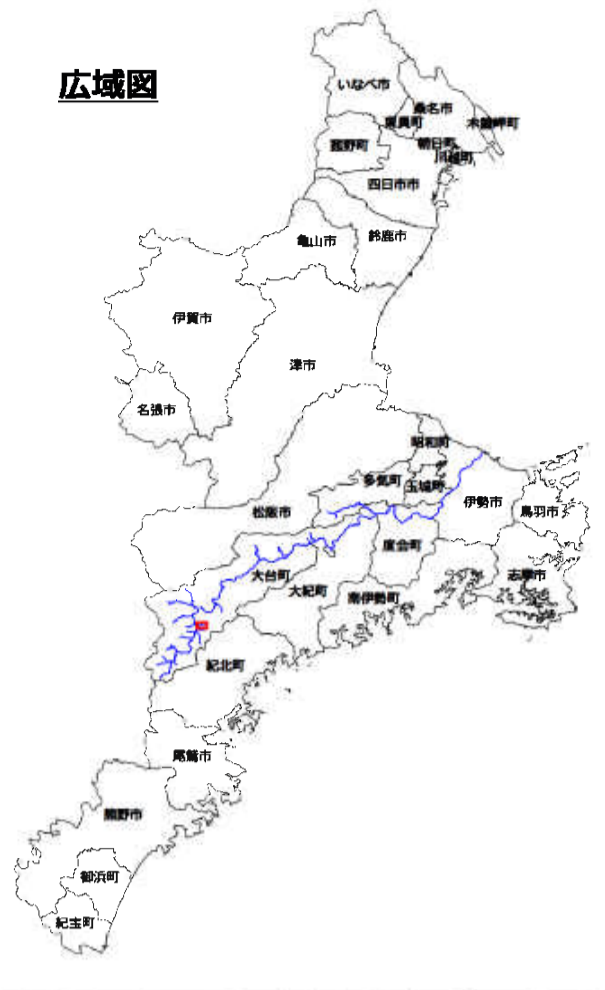 広域図
いなべ市
桑名市
東員町
木曽岬町
朝日町
川越町
菰野町
四日市市
鈴鹿市
亀山市
伊賀市
津市
名張市
明和町
多気町
玉城町
伊勢市
鳥羽市
松阪市
度会町
志摩市
大台町
大紀町
南伊勢町
紀北町
尾鷲市
熊野市
御浜町
紀宝町